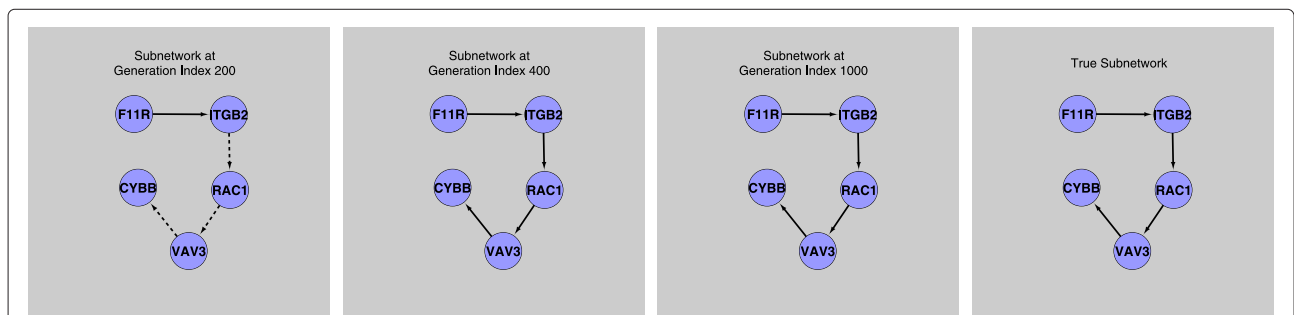 Subnetwork at
Generation Index 200
F11R
ITGB2
CYBB
RAC1
VAV3
Subnetwork at
Generation Index 400
F11R
ITGB2
CYBB
RAC1
VAV3
Subnetwork at
Generation Index 1000
F11R
ITGB2
CYBB
RAC1
VAV3
True Subnetwork
F11R
ITGB2
CYBB
RAC1
VAV3